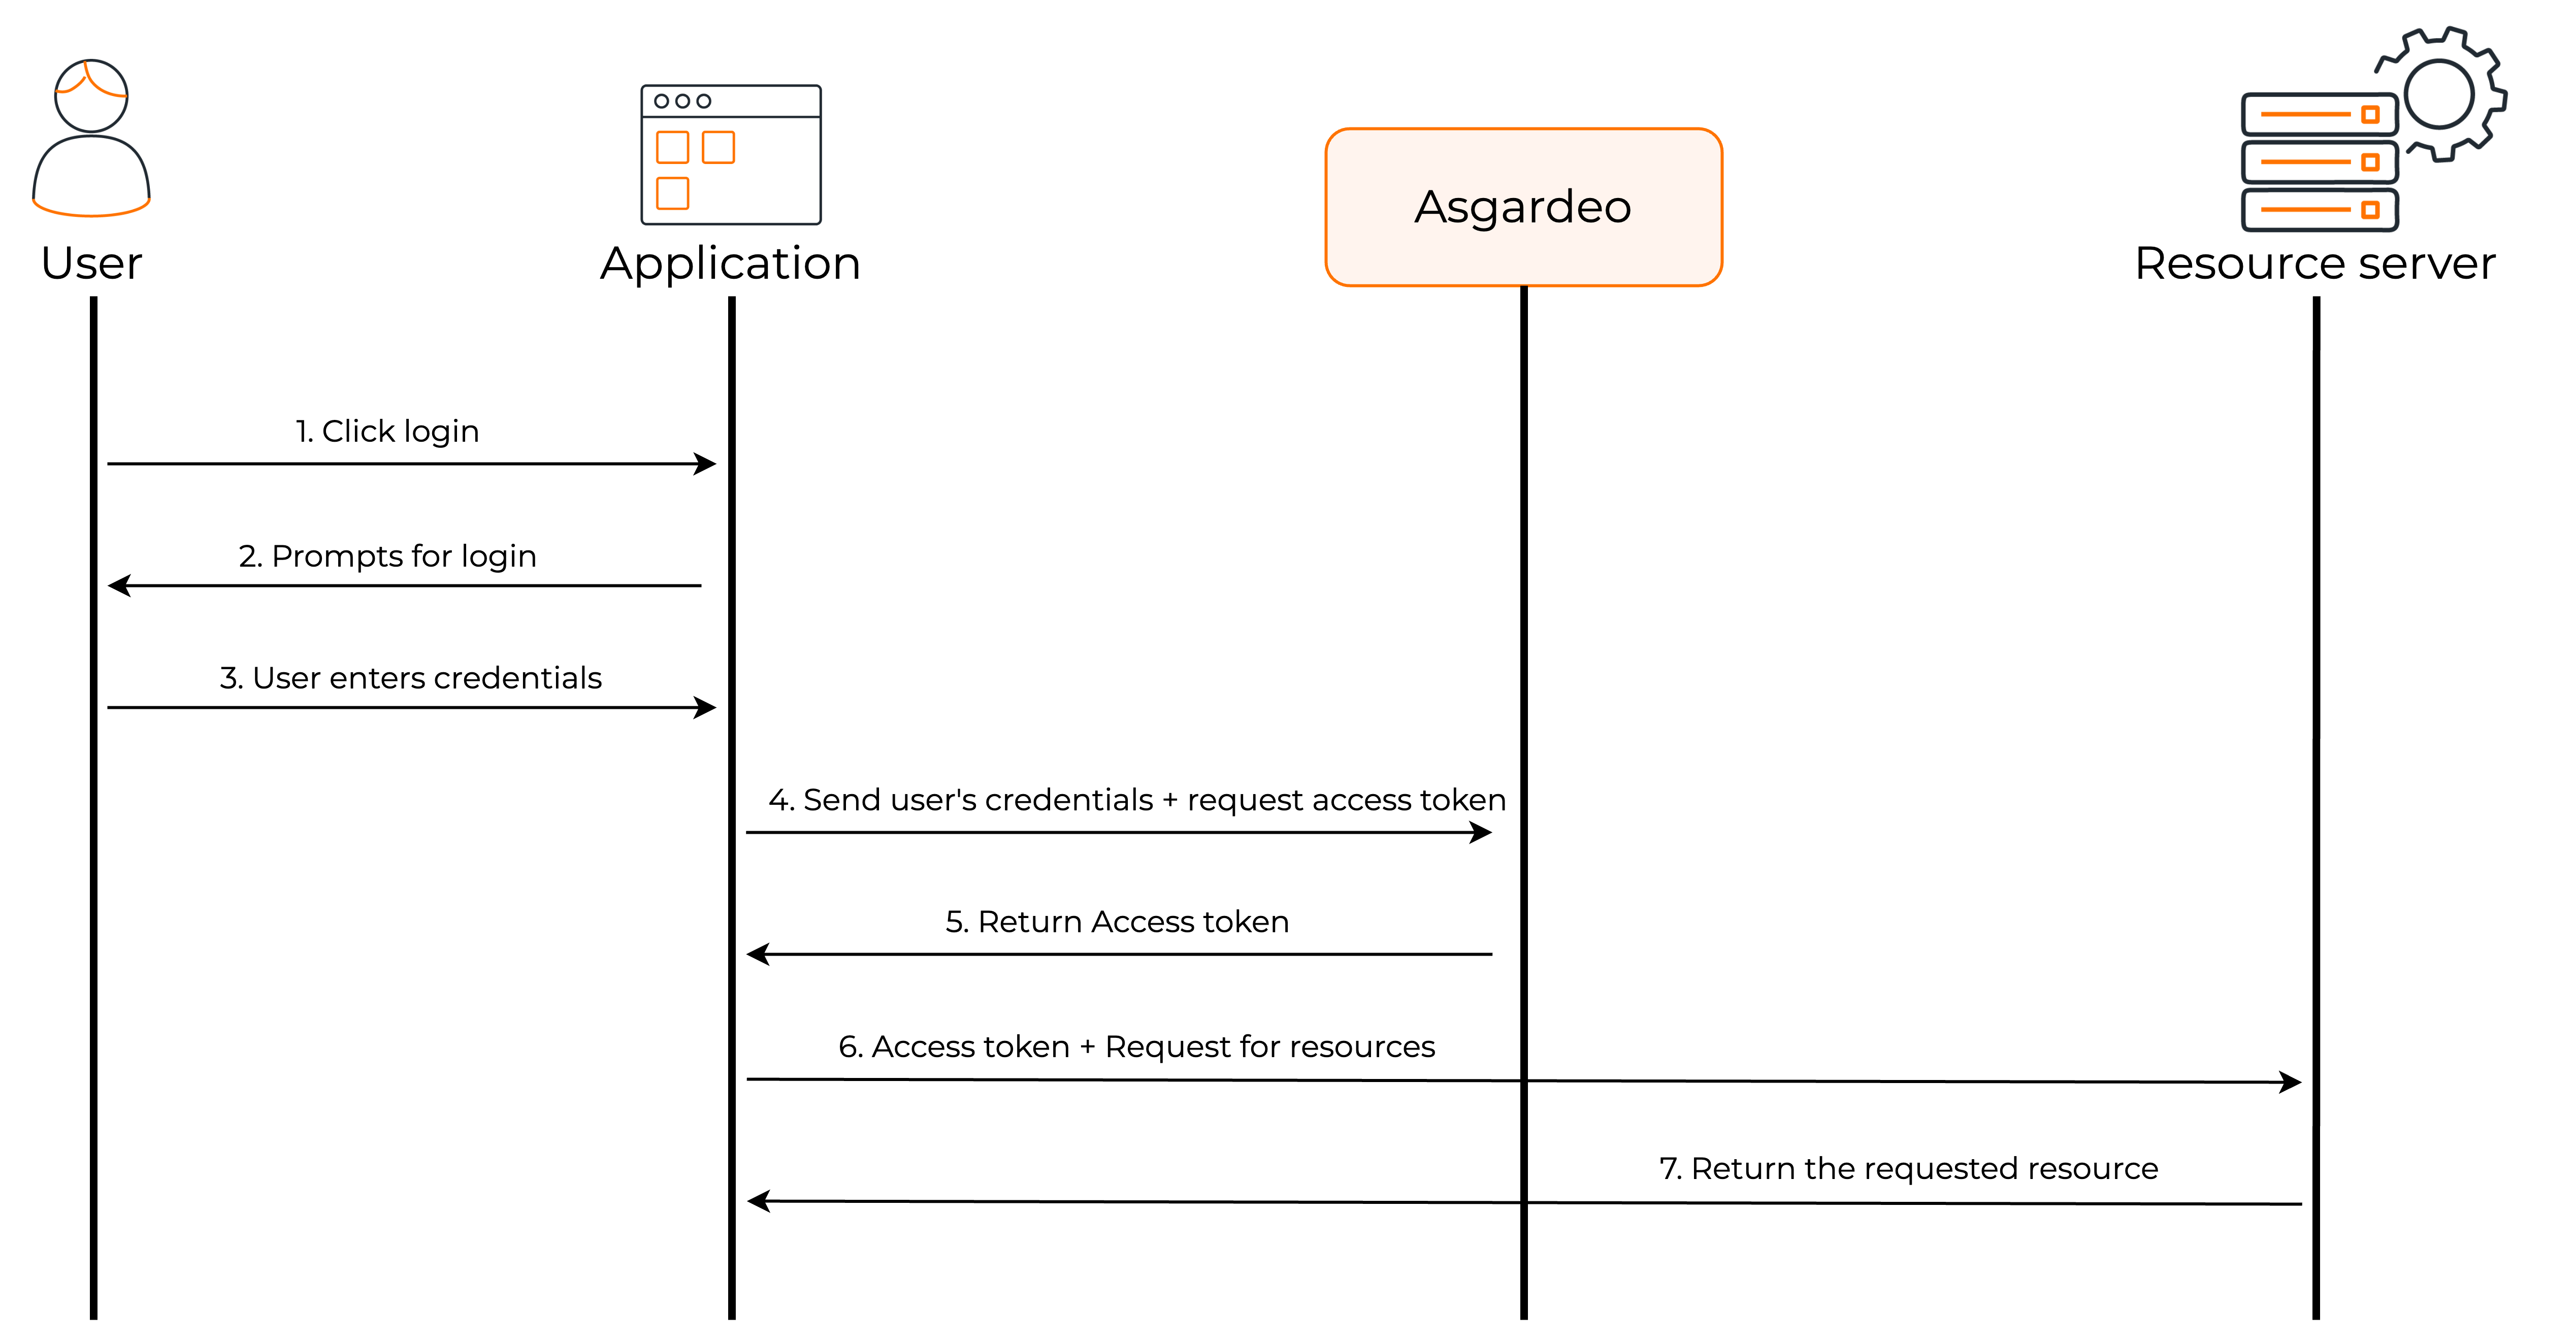 User
Application
Asgardeo
Resource server
1. Click login
2. Prompts for login
3. User enters credentials
4. Send user's credentials + request access token
5. Return Access token
6. Access token + Request for resources
7. Return the requested resource